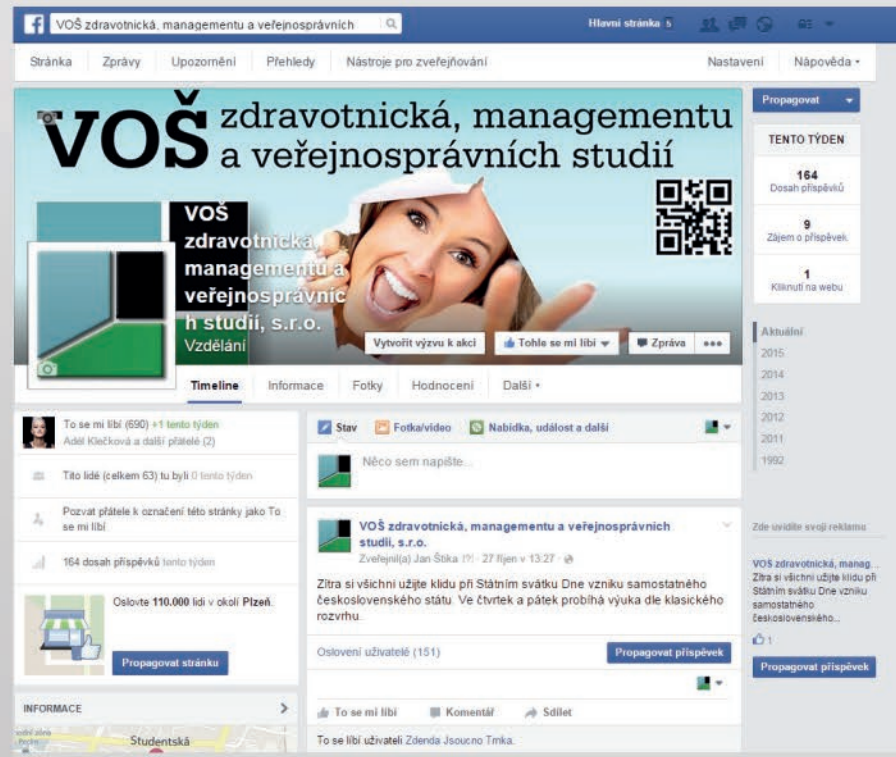 VOŠ zdravotnická, managementu a veřejnosprávních
Hlavní stránka 5
Stránka Zprávy Upozornění Přehledy Nástroje pro zveřejňování Nastavení Nápověda
VOŠ zdravotnická, managementu
a veřejnosprávních studií
VOŠ
zdravotnická,
managementu a
veřejnosprávníc
h studií, s.r.o.
Vzdělání
Vytvořit výzvu k akci Tohle se mi líbí Zpráva
Timeline Informace Fotky Hodnocení Další
Propagovat
TENTO TÝDEN
164
Dosah příspěvků
9
Zájem o příspěvek
1
Kliknutí na webu
Aktuální
2015
2014
2013
2012
2011
1992
To se mi líbí (690) +1 tento týden
Adél Klečková a další přátelé (2)
Tito lidé (celkem 63) tu byli 0 tento týden
Pozvat přátele k označení této stránky jako To
se mi líbí
164 dosah příspěvků tento týden
Oslovte 110.000 lidí v okolí Plzeň.
Propagovat stránku
INFORMACE
Studentská
Stav Fotka/video Nabídka, událost a další
Něco sem napište...
VOŠ zdravotnická, managementu a veřejnosprávních
studií, s.r.o.
Zveřejnil(a) Jan Štika [?] · 27 říjen v 13:27 ·
Zítra si všichni užijte klidu při Státním svátku Dne vzniku samostatného
československého státu. Ve čtvrtek a pátek probíhá výuka dle klasického
rozvrhu.
Oslovení uživatelé (151) Propagovat příspěvek
To se mi líbí Komentář Sdílet
To se líbí uživateli Zdenda Jsoucno Trnka.
Zde uvidíte svoji reklamu
VOŠ zdravotnická, manag...
Zítra si všichni užijte klidu při
Státním svátku Dne vzniku
samostatného
československého...
1
Propagovat příspěvek